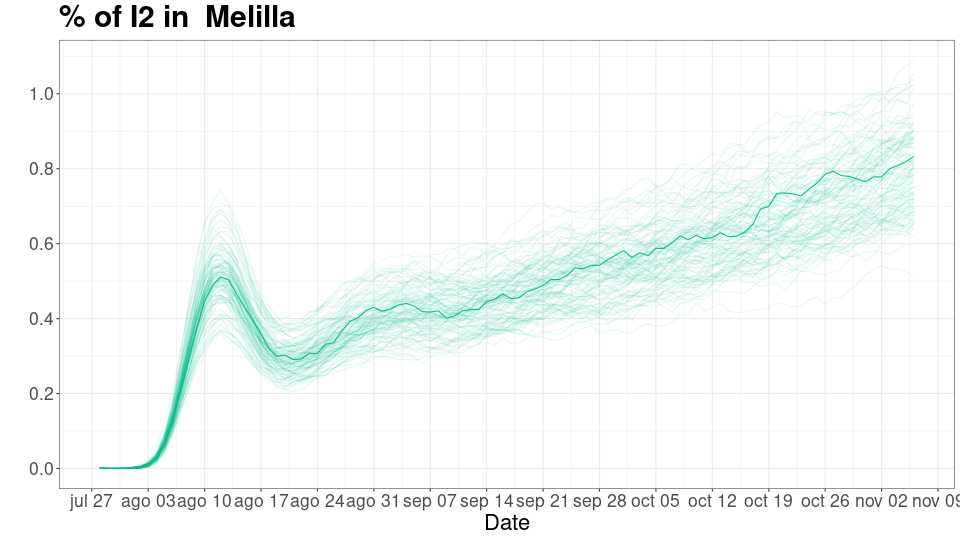 % of I2 in  Melilla
1.0
0.8
0.6
0.4
0.2
0.0
jul 27 ago 03 ago 10 ago 17 ago 24 ago 31 sep 07 sep 14 sep 21 sep 28 oct 05 oct 12 oct 19 oct 26 nov 02 nov 09
Date